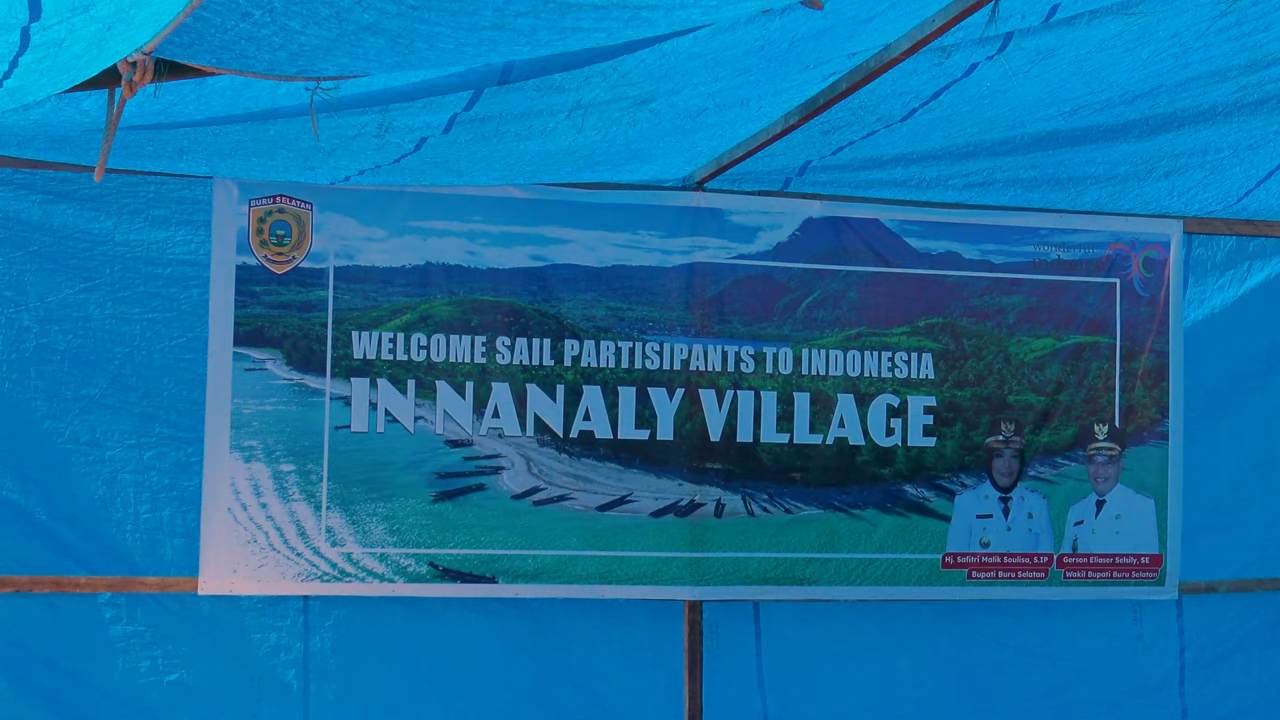 BURU SELATAN
wonderful
WELCOME SAIL PARTISIPANTS TO INDONESIA
IN NANALY VILLAGE
Hj. Safitri Malik Soulisa, S.IP
Bupati Buru Selatan
Gerson Eliaser Selsily, SE
Wakil Bupati Buru Selatan